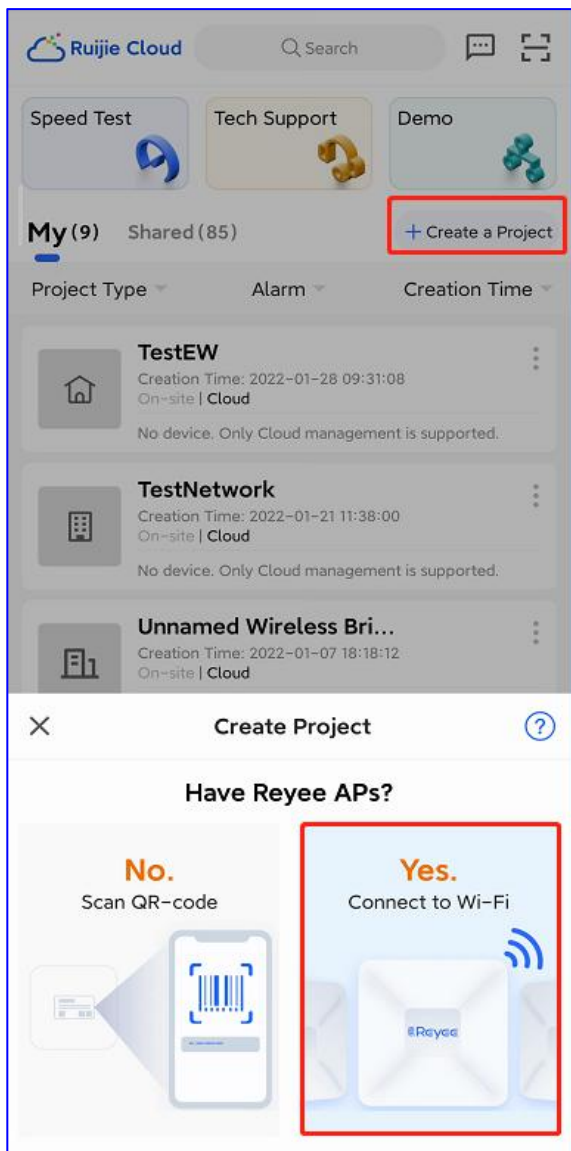 Ruijie Cloud
Search
Speed Test
Tech Support
Demo
My (9)
Shared (85)
+ Create a Project
Project Type
Alarm
Creation Time
TestEW
Creation Time: 2022-01-28 09:31:08
On-site | Cloud
No device. Only Cloud management is supported.
TestNetwork
Creation Time: 2022-01-21 11:38:00
On-site | Cloud
No device. Only Cloud management is supported.
Unnamed Wireless Bri...
Creation Time: 2022-01-07 18:18:12
On-site | Cloud
Create Project
?
Have Reyee APs?
No.
Scan QR-code
Yes.
Connect to Wi-Fi
Reyee